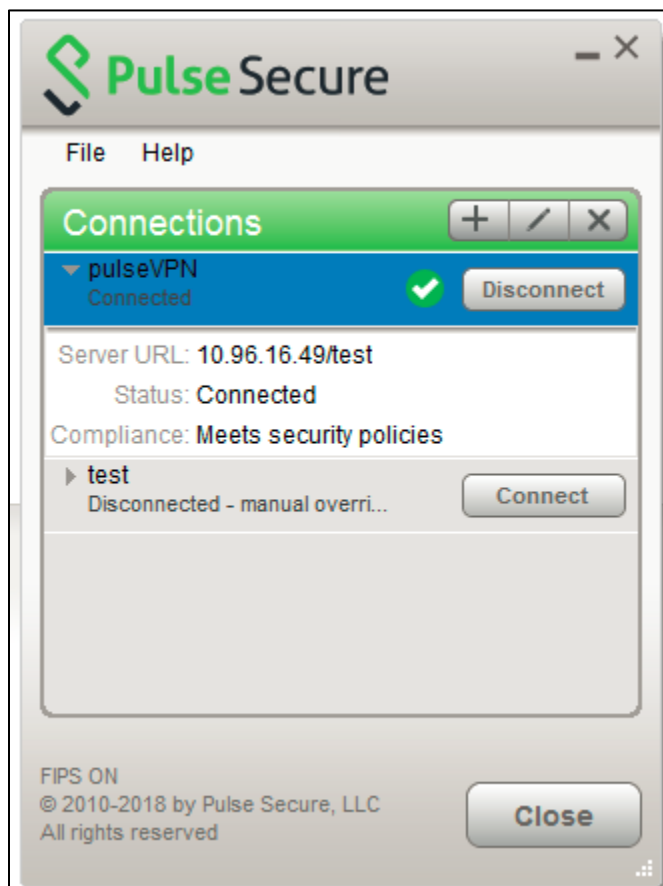 Pulse Secure
File Help
Connections
pulseVPN
Connected
Disconnect
Server URL: 10.96.16.49/test
Status: Connected
Compliance: Meets security policies
test
Disconnected - manual overri...
Connect
FIPS ON
© 2010-2018 by Pulse Secure, LLC
All rights reserved
Close